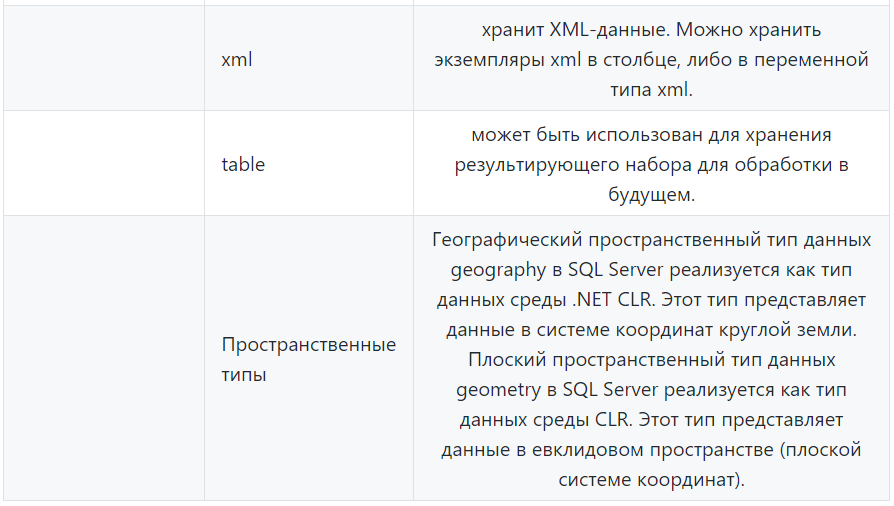 xml
хранит XML-данные. Можно хранить
экземпляры xml в столбце, либо в переменной
типа xml.
table
может быть использован для хранения
результирующего набора для обработки в
будущем.
Пространственные
типы
Географический пространственный тип данных
geography в SQL Server реализуется как тип
данных среды .NET CLR. Этот тип представляет
данные в системе координат круглой земли.
Плоский пространственный тип данных
geometry в SQL Server реализуется как тип
данных среды CLR. Этот тип представляет
данные в евклидовом пространстве (плоской
системе координат).